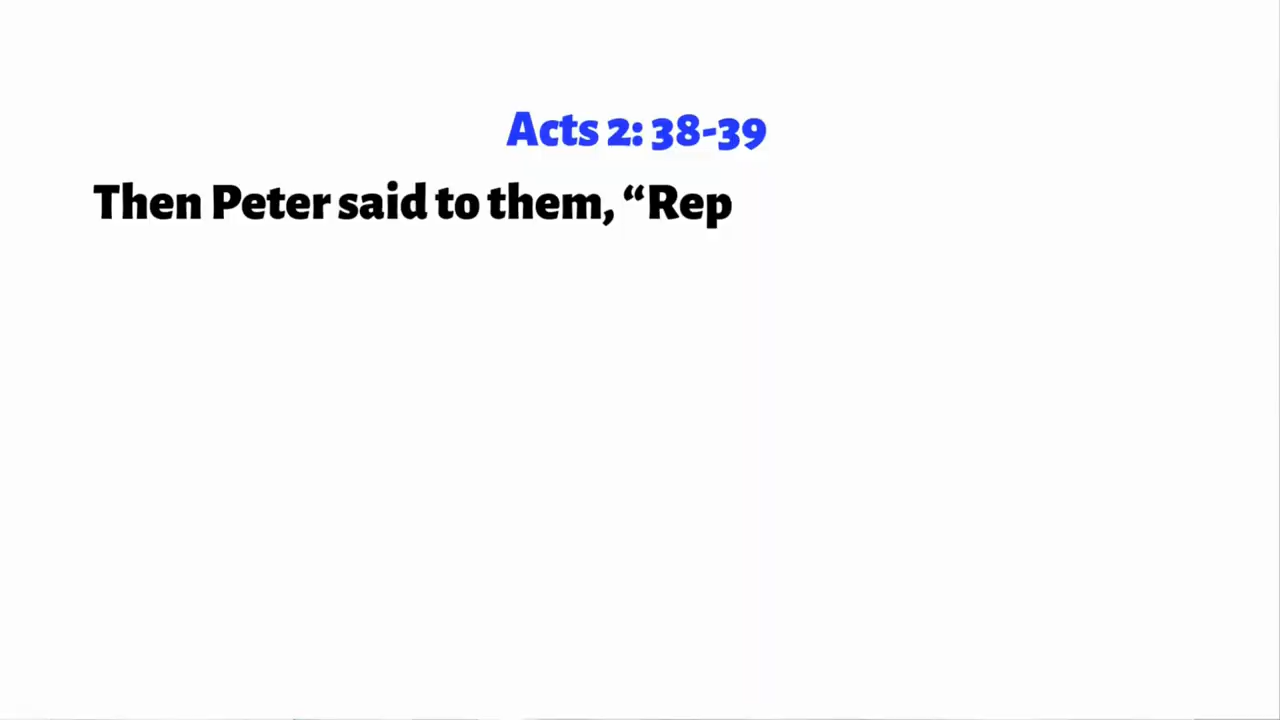 Acts 2: 38-39
Then Peter said to them, “Rep